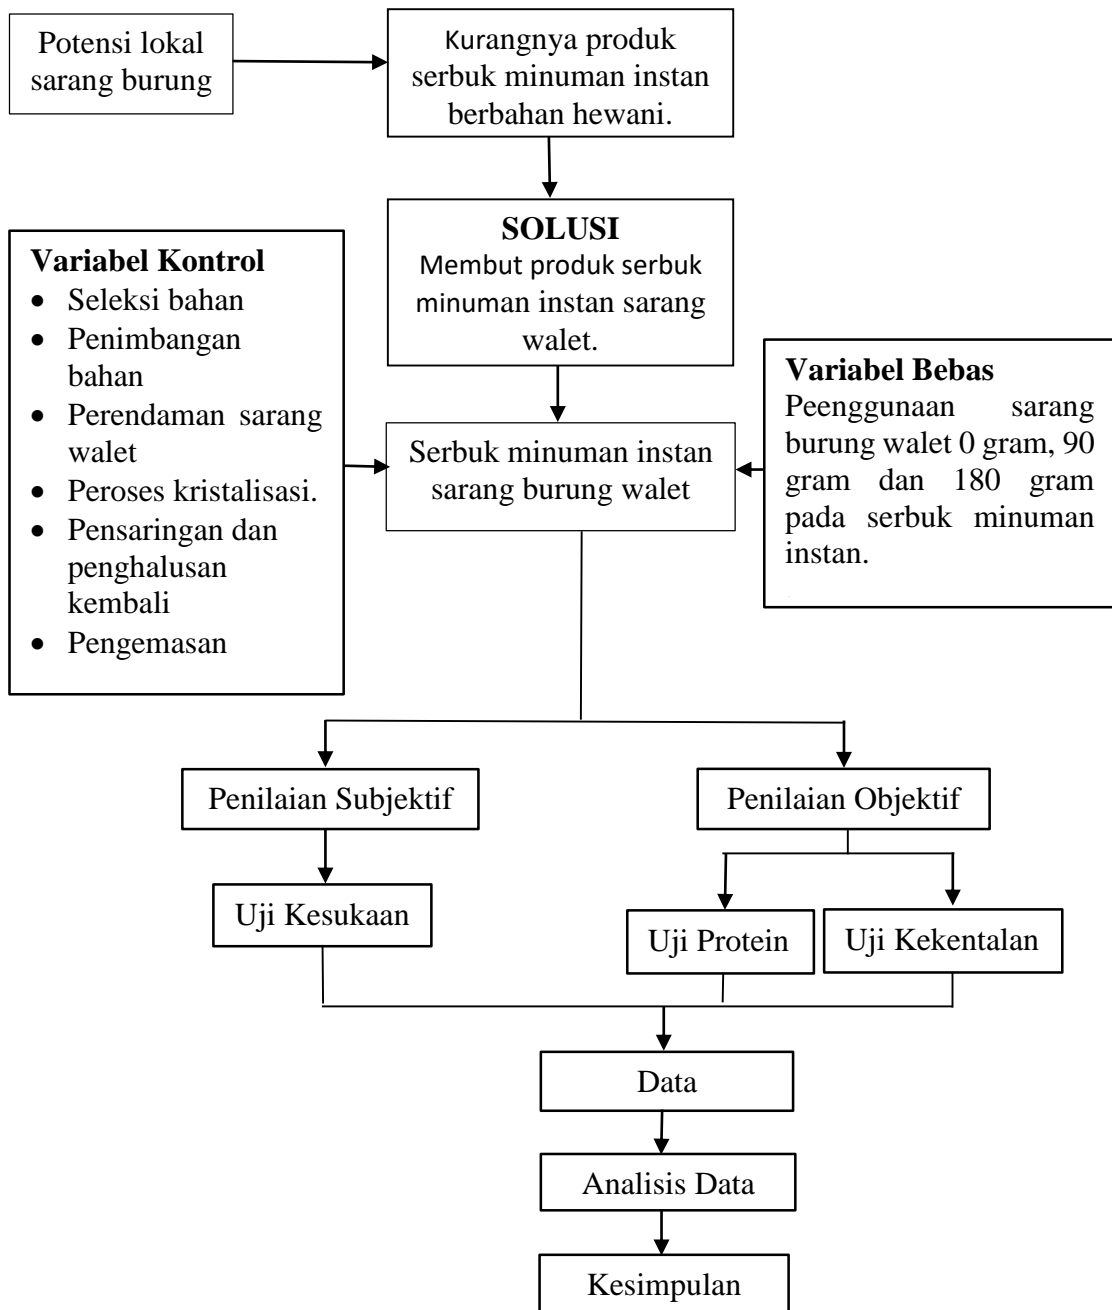 Potensi lokal
sarang burung
Kurangnya produk
serbuk minuman instan
berbahan hewani.
SOLUSI
Membut produk serbuk
minuman instan sarang
walet.
Variabel Kontrol
• Seleksi bahan
• Penimbangan
bahan
• Perendaman sarang
walet
• Peroses kristalisasi.
• Pensaringan dan
penghalusan
kembali
• Pengemasan
Serbuk minuman instan
sarang burung walet
Variabel Bebas
Peenggunaan sarang
burung walet 0 gram, 90
gram dan 180 gram
pada serbuk minuman
instan.
Penilaian Subjektif
Penilaian Objektif
Uji Kesukaan
Uji Protein
Uji Kekentalan
Data
Analisis Data
Kesimpulan